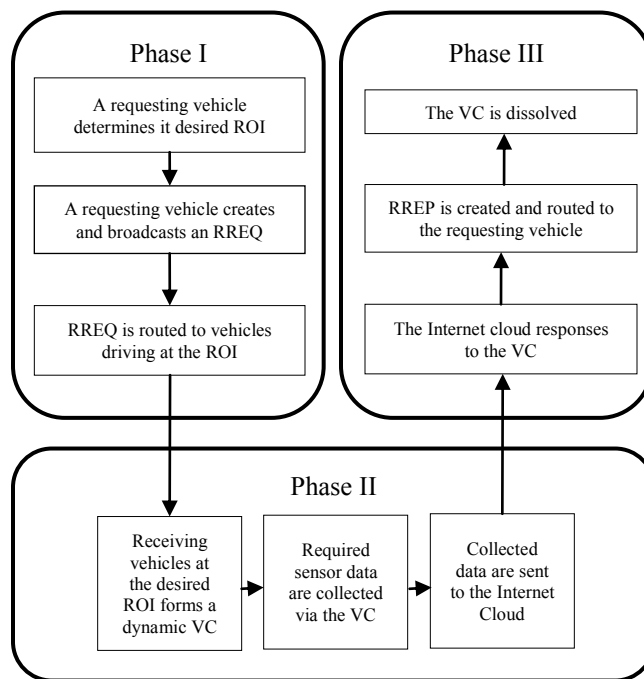 Phase I
A requesting vehicle
determines it desired ROI
A requesting vehicle creates
and broadcasts an RREQ
RREQ is routed to vehicles
driving at the ROI
Phase II
Receiving
vehicles at
the desired
ROI forms a
dynamic VC
Required
sensor data
are collected
via the VC
Collected
data are sent
to the Internet
Cloud
Phase III
The Internet cloud responses
to the VC
RREP is created and routed to
the requesting vehicle
The VC is dissolved